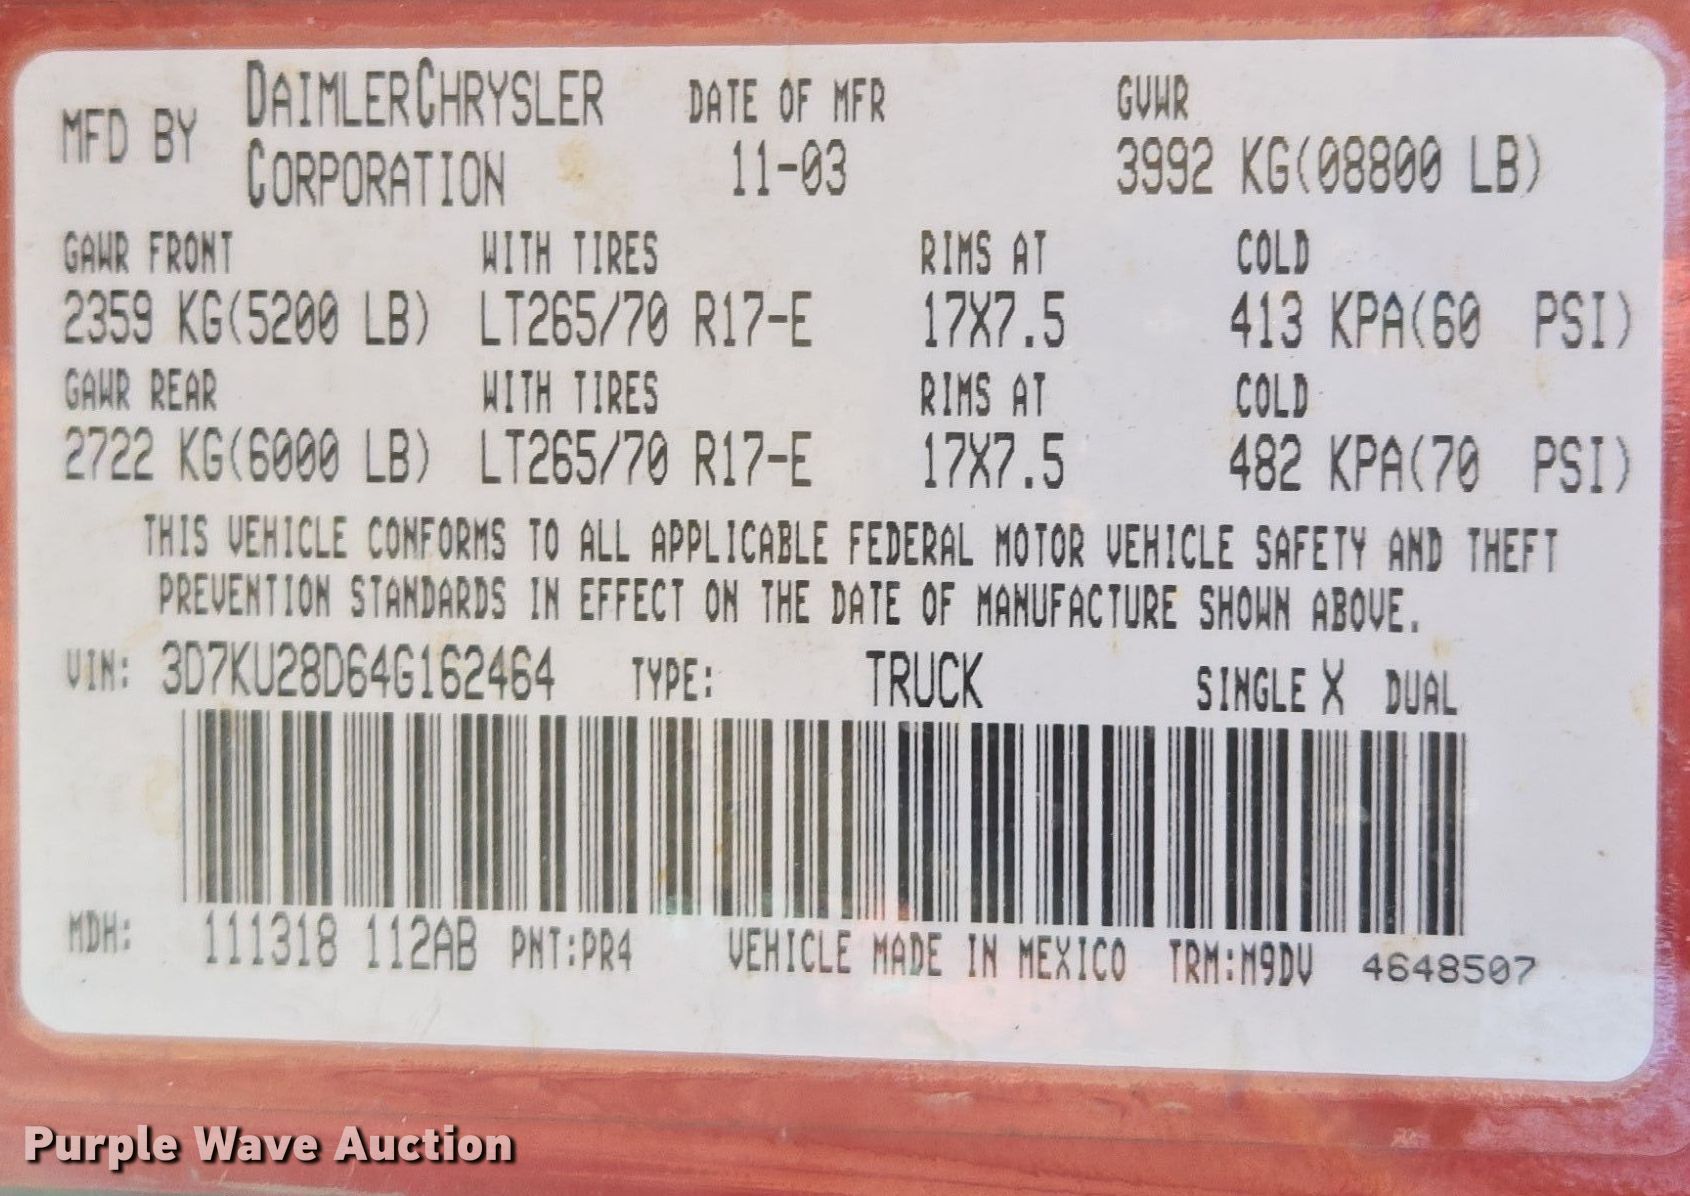 MFD BY DAIMLERCHRYSLER CORPORATION DATE OF MFR 11-03 GVWR 3992 KG(08800 LB)
GAWR FRONT WITH TIRES RIMS AT COLD
2359 KG(5200 LB) LT265/70 R17-E 17X7.5 413 KPA(60 PSI)
GAWR REAR WITH TIRES RIMS AT COLD
2722 KG(6000 LB) LT265/70 R17-E 17X7.5 482 KPA(70 PSI)
THIS VEHICLE CONFORMS TO ALL APPLICABLE FEDERAL MOTOR VEHICLE SAFETY AND THEFT
PREVENTION STANDARDS IN EFFECT ON THE DATE OF MANUFACTURE SHOWN ABOVE.
VIN: 3D7KU28D64G162464 TYPE: TRUCK SINGLE X DUAL
MDH: 111318 112AB PNT:PR4 VEHICLE MADE IN MEXICO TRM:M9DV 4648507
Purple Wave Auction